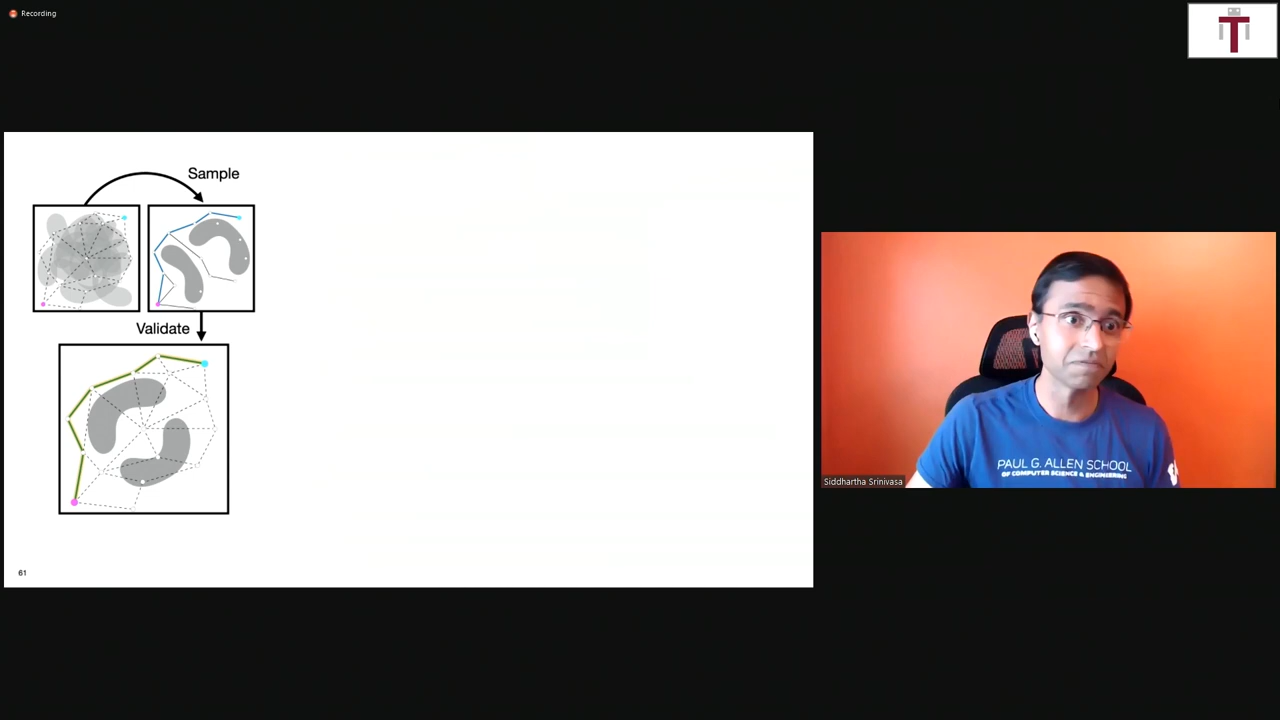 Recording
Sample
Validate
61
PAUL G. ALLEN SCHOOL
OF COMPUTER SCIENCE & ENGINEERING
Siddhartha Srinivasa